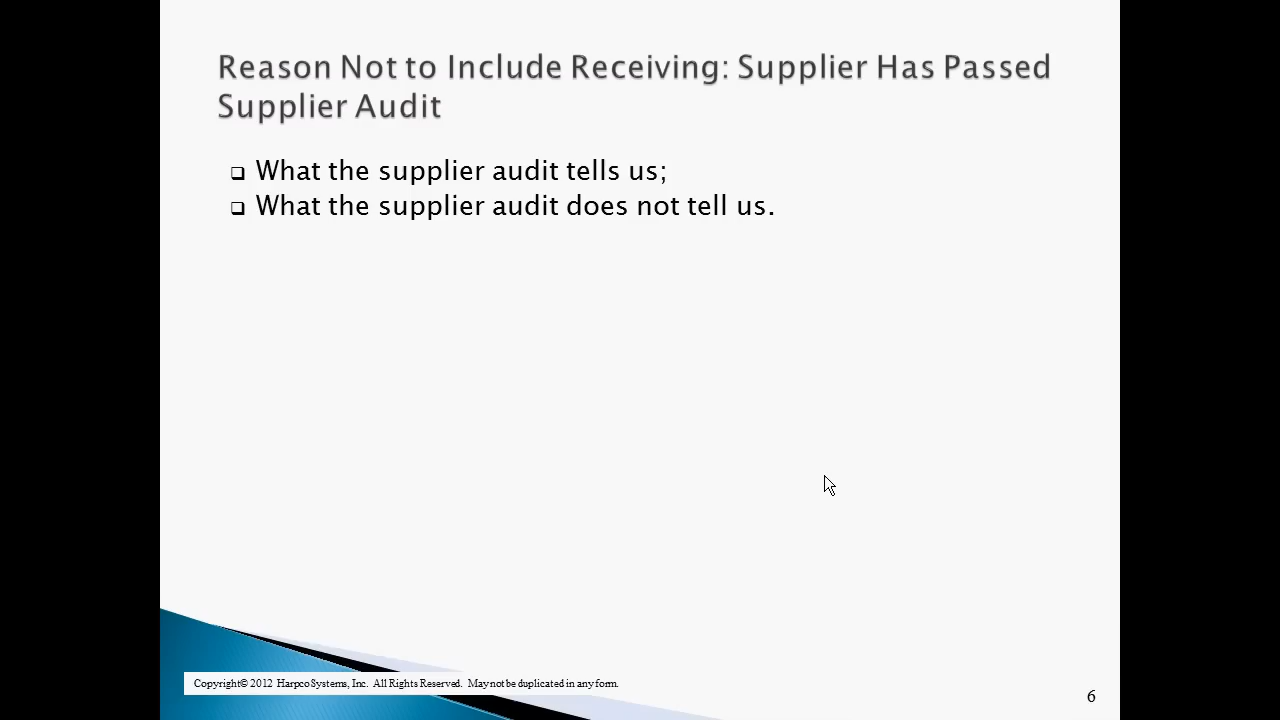 Reason Not to Include Receiving: Supplier Has Passed
Supplier Audit
❑ What the supplier audit tells us;
❑ What the supplier audit does not tell us.
Copyright© 2012 Harpco Systems, Inc. All Rights Reserved. May not be duplicated in any form.
6